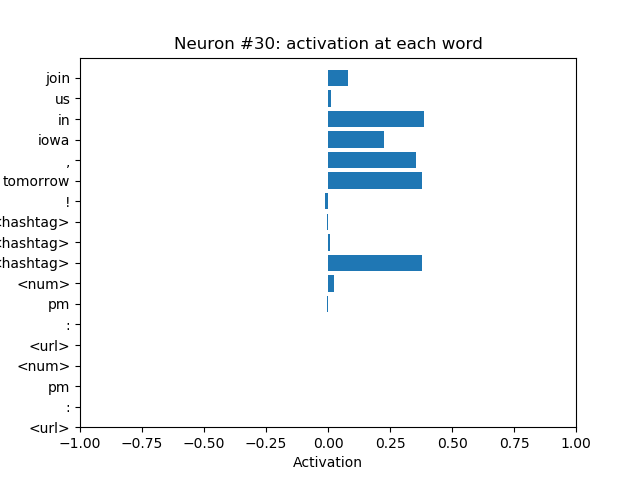 Neuron #30: activation at each word
join
us
in
iowa
,
tomorrow
!
hashtag>
hashtag>
hashtag>
<num>
pm
:
<url>
<num>
pm
:
<url>
−1.00 −0.75 −0.50 −0.25 0.00 0.25 0.50 0.75 1.00
Activation